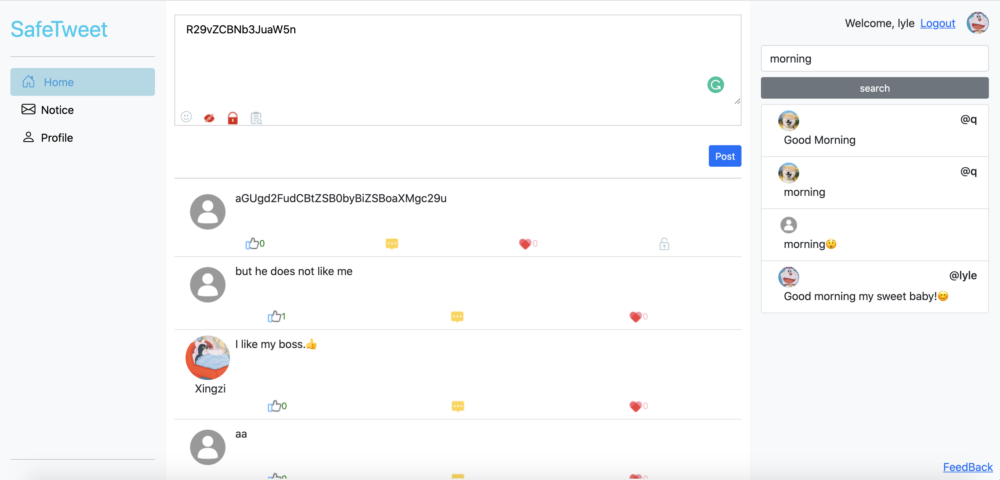 SafeTweet
Home
Notice
Profile
R29vZCBNb3JuaW5n
Post
aGUgd2FudCBtZSB0byBiZSBoaXMgc29u
0
0
but he does not like me
1
0
I like my boss.👍
Xingzi
0
0
aa
0
0
Welcome, lyle Logout
morning
search
@q
Good Morning
@q
morning
morning😲
@lyle
Good morning my sweet baby!😊
FeedBack